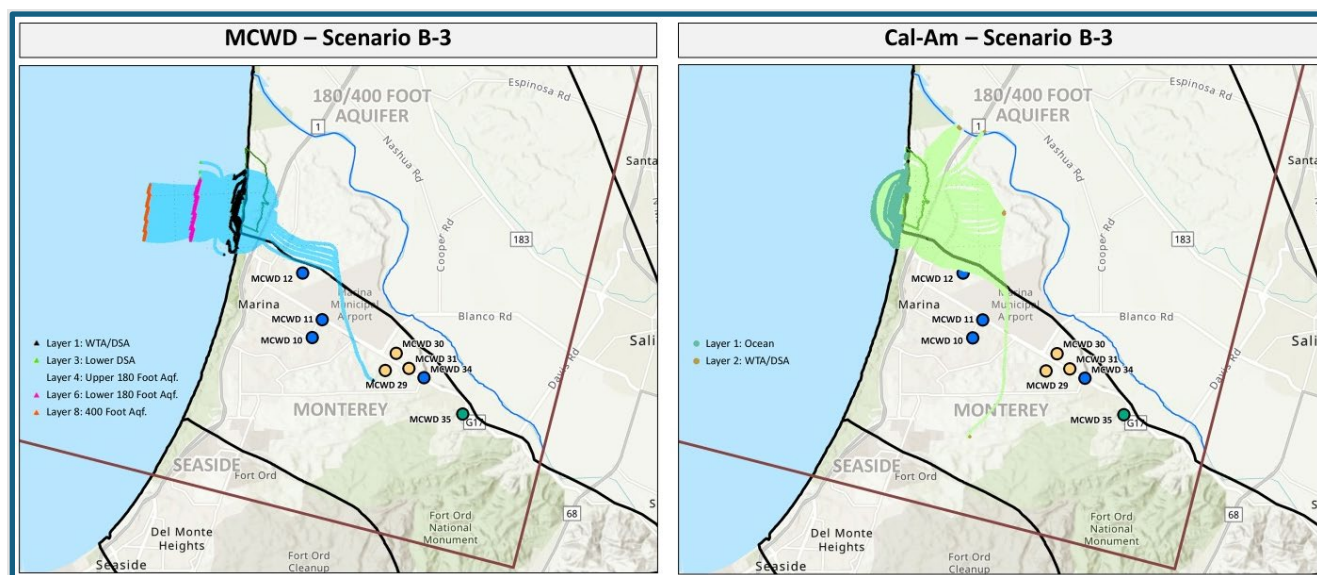 MCWD – Scenario B-3
Espinosa Rd
180/400 FOOT
AQUIFER
1
Nashua Rd
Santa
Cooper Rd
183
MCWD 12
Marina
Marina
Municipal
Airport
MCWD 11
Blanco Rd
MCWD 10
Sali
Layer 1: WTA/DSA
Layer 3: Lower DSA
Layer 4: Upper 180 Foot Aqf.
Layer 6: Lower 180 Foot Aqf.
Layer 8: 400 Foot Aqf.
MCWD 30
MCWD 31
MCWD 34
MCWD 29
Davis Rd
MONTEREY
MCWD 35
G17
SEASIDE
Fort Ord
Del Monte
Heights
Seaside
Fort Ord
Cleanup
Fort Ord
National
Monument
68
S
Cal-Am – Scenario B-3
Espinosa Rd
180/400 FOOT
AQUIFER
1
Nashua Rd
Santa
Cooper Rd
183
MCWD 12
Marina
Marina
Municipal
Airport
MCWD 11
Blanco Rd
MCWD 10
Sali
Layer 1: Ocean
Layer 2: WTA/DSA
MCWD 30
MCWD 31
MCWD 34
MCWD 29
Davis Rd
MONTEREY
MCWD 35
G17
SEASIDE
Fort Ord
Del Monte
Heights
Seaside
Fort Ord
Cleanup
Fort Ord
National
Monument
68
S